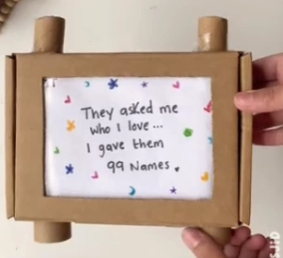 They asked me
who I love...
I gave them
99 Names.